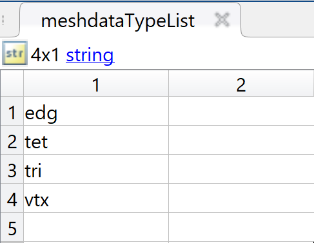 meshdataTypeList
str 4x1 string
1 2
1 edg
2 tet
3 tri
4 vtx
5